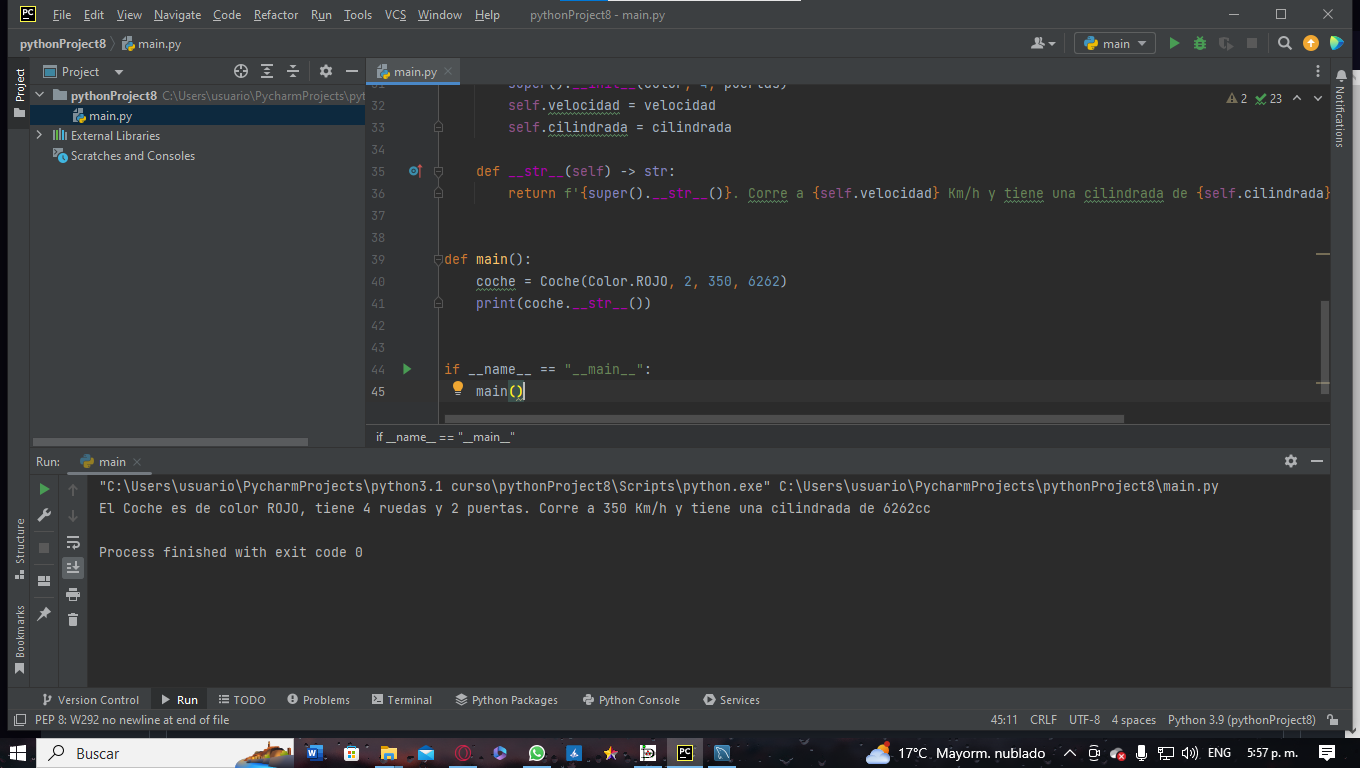 PC File Edit View Navigate Code Refactor Run Tools VCS Window Help pythonProject8 - main.py
pythonProject8 main.py main
Project Project main.py
pythonProject8 C:\Users\usuario\PycharmProjects\pyt
main.py
External Libraries
Scratches and Consoles
Notifications
2 23
31 super().__init__(color, 4, puertas)
32 self.velocidad = velocidad
33 self.cilindrada = cilindrada
34
35 def __str__(self) -> str:
36 return f'{super().__str__()}. Corre a {self.velocidad} Km/h y tiene una cilindrada de {self.cilindrada}
37
38
39 def main():
40 coche = Coche(Color.ROJO, 2, 350, 6262)
41 print(coche.__str__())
42
43
44 if __name__ == "__main__":
45 main()
if __name__ == "__main__"
Run: main
"C:\Users\usuario\PycharmProjects\python3.1 curso\pythonProject8\Scripts\python.exe" C:\Users\usuario\PycharmProjects\pythonProject8\main.py
El Coche es de color ROJO, tiene 4 ruedas y 2 puertas. Corre a 350 Km/h y tiene una cilindrada de 6262cc
Process finished with exit code 0
Structure
Bookmarks
Version Control Run TODO Problems Terminal Python Packages Python Console Services
PEP 8: W292 no newline at end of file 45:11 CRLF UTF-8 4 spaces Python 3.9 (pythonProject8)
Buscar W PC 17°C Mayorm. nublado ENG 5:57 p. m.